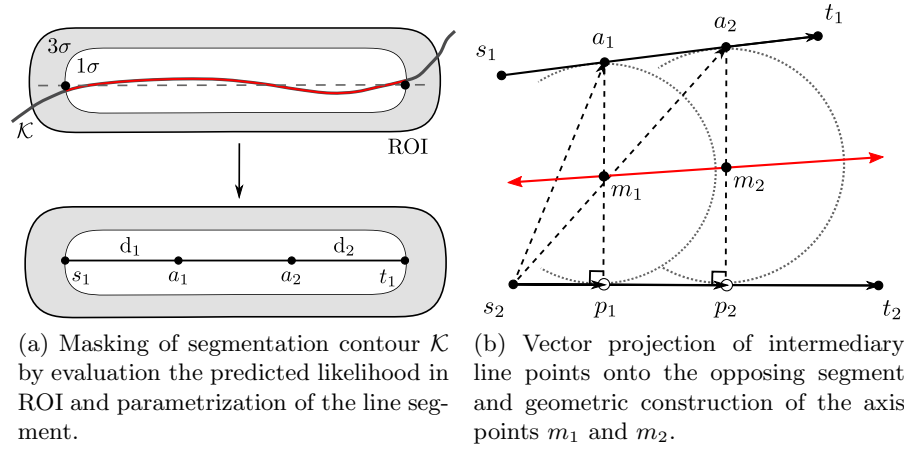 3σ
1σ
𝒦
ROI
d₁
d₂
s₁
a₁
a₂
t₁
(a) Masking of segmentation contour 𝒦
by evaluation the predicted likelihood in
ROI and parametrization of the line seg-
ment.
t₁
a₂
a₁
s₁
m₁
m₂
s₂
p₁
p₂
t₂
(b) Vector projection of intermediary
line points onto the opposing segment
and geometric construction of the axis
points m₁ and m₂.